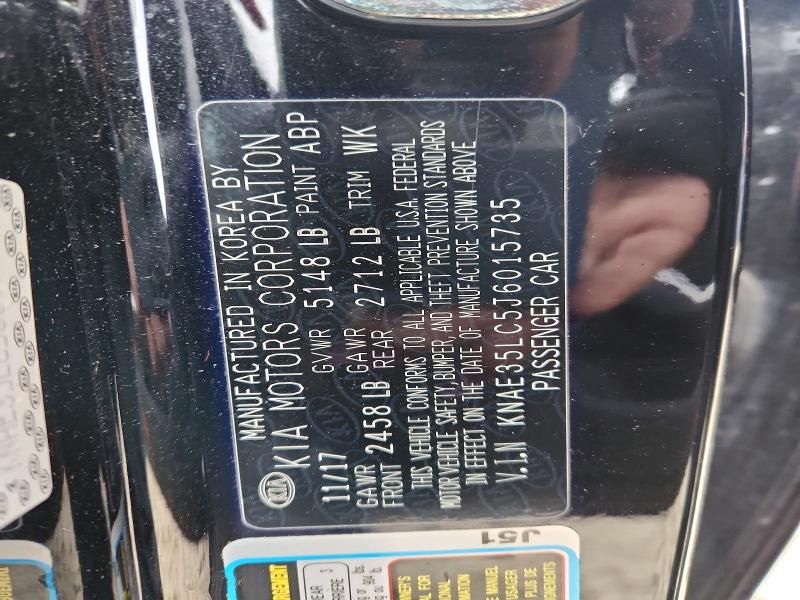 MANUFACTURED IN KOREA BY
KIA KIA MOTORS CORPORATION
11/17 GVWR 5148 LB PAINT ABP
GAWR FRONT 2458 LB GAWR REAR 2712 LB TRIM WK
THIS VEHICLE CONFORMS TO ALL APPLICABLE U.S.A. FEDERAL
MOTOR VEHICLE SAFETY, BUMPER, AND THEFT PREVENTION STANDARDS
IN EFFECT ON THE DATE OF MANUFACTURE SHOWN ABOVE
V.I.N KNAE35LC5J6015735
PASSENGER CAR
J51
3